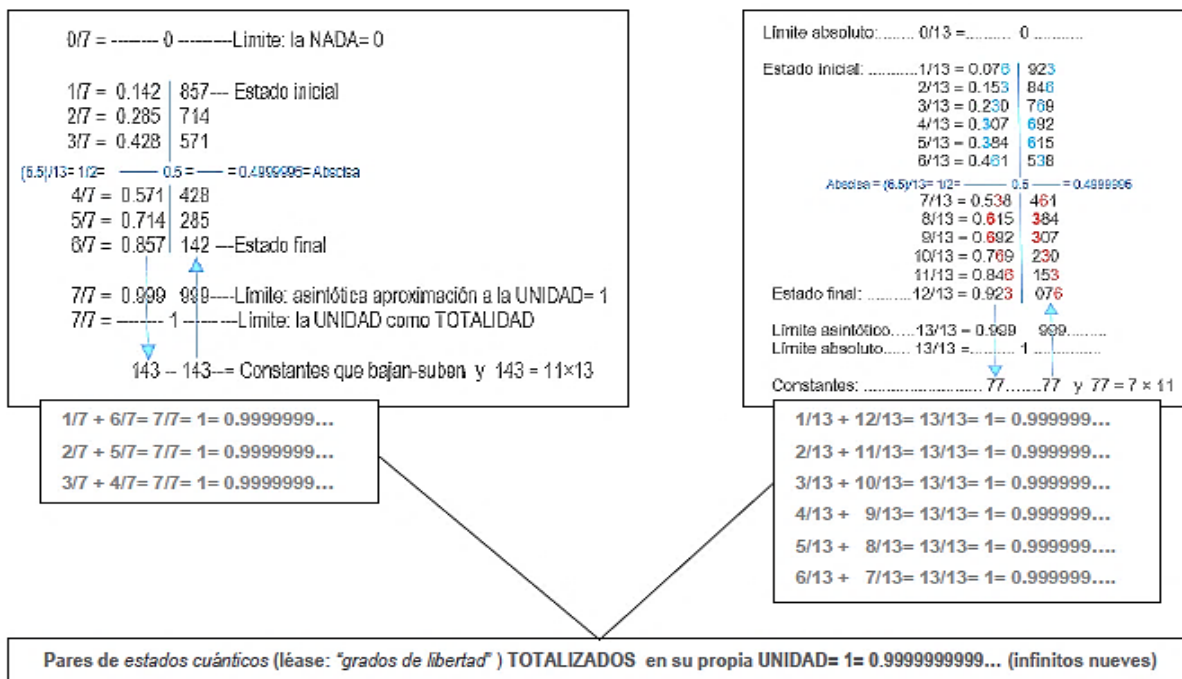 0/7 = -------- 0 ----------Límite: la NADA= 0
1/7 = 0.142 857--- Estado inicial
2/7 = 0.285 714
3/7 = 0.428 571
(6.5)/13= 1/2= ------ 0.5 = ------ = 0.4999995= Abscisa
4/7 = 0.571 428
5/7 = 0.714 285
6/7 = 0.857 142 ---Estado final
7/7 = 0.999 999----Límite: asintótica aproximación a la UNIDAD= 1
7/7 = -------- 1 ---------Límite: la UNIDAD como TOTALIDAD
143 -- 143--= Constantes que bajan-suben y 143 = 11×13
1/7 + 6/7= 7/7= 1= 0.9999999...
2/7 + 5/7= 7/7= 1= 0.9999999...
3/7 + 4/7= 7/7= 1= 0.9999999...
Límite absoluto:....... 0/13 =.......... 0 ...........
Estado inicial: ...........1/13 = 0.076 923
2/13 = 0.153 846
3/13 = 0.230 769
4/13 = 0.307 692
5/13 = 0.384 615
6/13 = 0.461 538
Abscisa = (6.5)/13= 1/2= ------ 0.5 ------ = 0.4999995
7/13 = 0.538 461
8/13 = 0.615 384
9/13 = 0.692 307
10/13 = 0.769 230
11/13 = 0.846 153
Estado final: ...........12/13 = 0.923 076
Límite asintótico.....13/13 = 0.999 999.........
Límite absoluto..... 13/13 =.......... 1 ...............
Constantes: ............................ 77.......77 y 77 = 7 × 11
1/13 + 12/13= 13/13= 1= 0.999999...
2/13 + 11/13= 13/13= 1= 0.999999...
3/13 + 10/13= 13/13= 1= 0.999999...
4/13 + 9/13= 13/13= 1= 0.999999...
5/13 + 8/13= 13/13= 1= 0.999999....
6/13 + 7/13= 13/13= 1= 0.999999....
Pares de estados cuánticos (léase: "grados de libertad" ) TOTALIZADOS en su propia UNIDAD= 1= 0.9999999999... (infinitos nueves)